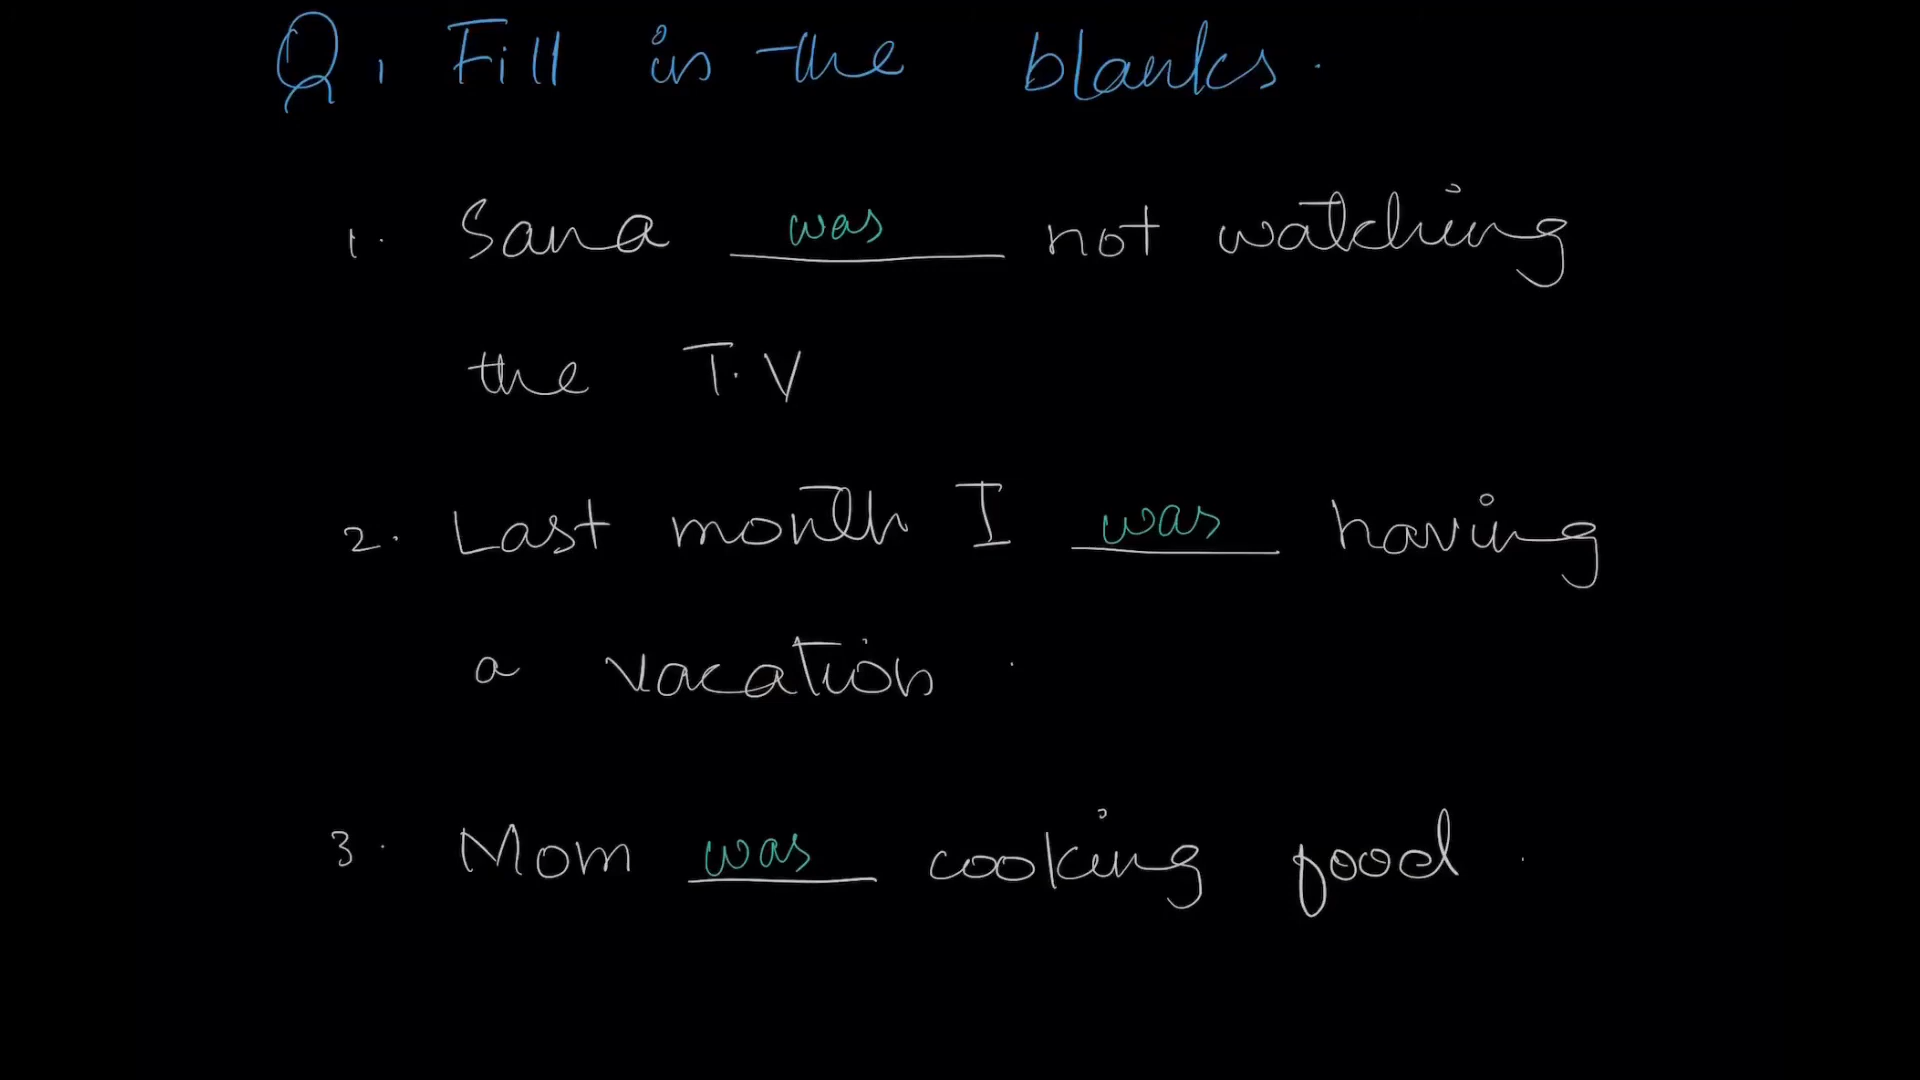 Q1 Fill in the blanks.
1. Sana was not watching
the T.V
2. Last month I was having
a vacation.
3. Mom was cooking food.